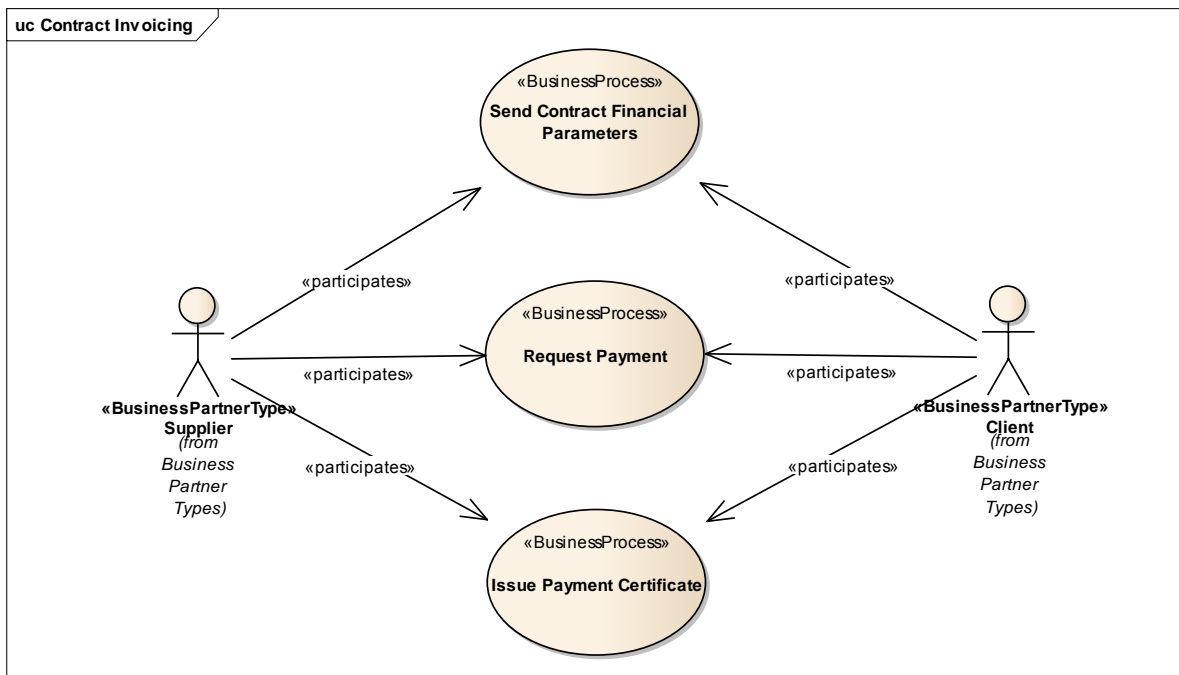 uc Contract Invoicing
«BusinessProcess»
Send Contract Financial
Parameters
«participates»
«participates»
«BusinessProcess»
Request Payment
«participates»
«participates»
«BusinessPartnerType»
Supplier
(from
Business
Partner
Types)
«BusinessPartnerType»
Client
(from
Business
Partner
Types)
«participates»
«participates»
«BusinessProcess»
Issue Payment Certificate